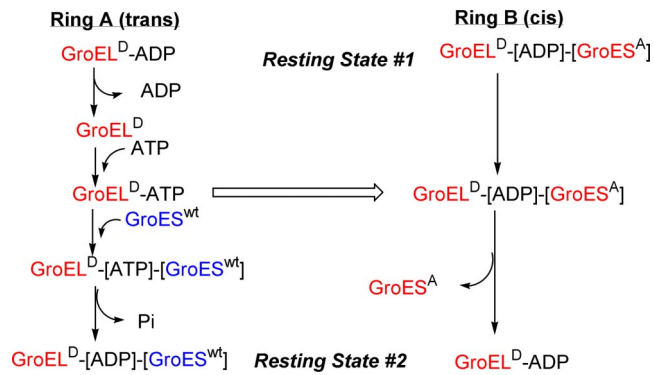 Ring A (trans)
Ring B (cis)
GroEL^D-ADP
Resting State #1
GroEL^D-[ADP]-[GroES^A]
ADP
GroEL^D
ATP
GroEL^D-ATP
GroEL^D-[ADP]-[GroES^A]
GroES^wt
GroEL^D-[ATP]-[GroES^wt]
GroES^A
Pi
GroEL^D-[ADP]-[GroES^wt]
Resting State #2
GroEL^D-ADP